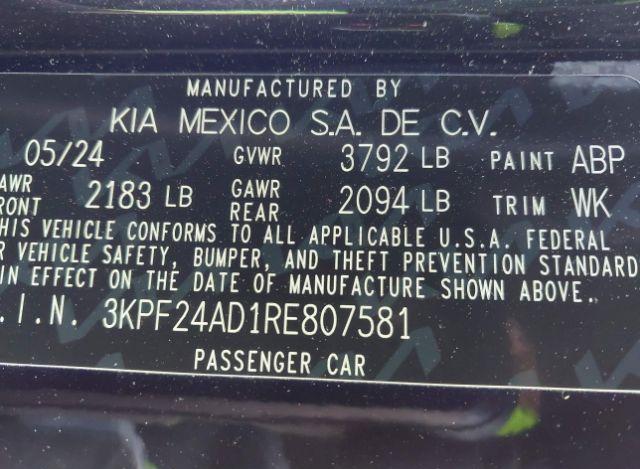 MANUFACTURED BY
KIA MEXICO S.A. DE C.V.
05/24 GVWR 3792 LB PAINT ABP
AWR FRONT 2183 LB GAWR REAR 2094 LB TRIM WK
HIS VEHICLE CONFORMS TO ALL APPLICABLE U.S.A. FEDERAL
R VEHICLE SAFETY, BUMPER, AND THEFT PREVENTION STANDARD
IN EFFECT ON THE DATE OF MANUFACTURE SHOWN ABOVE.
.I.N. 3KPF24AD1RE807581
PASSENGER CAR